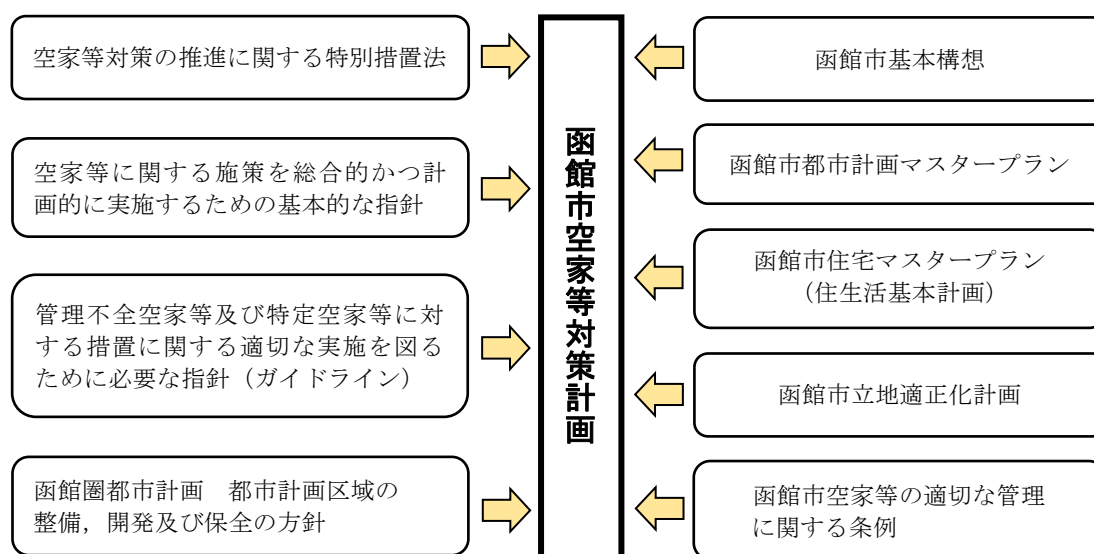 空家等対策の推進に関する特別措置法
空家等に関する施策を総合的かつ計
画的に実施するための基本的な指針
管理不全空家等及び特定空家等に対
する措置に関する適切な実施を図る
ために必要な指針（ガイドライン）
函館圏都市計画　都市計画区域の
整備，開発及び保全の方針
函館市空家等対策計画
函館市基本構想
函館市都市計画マスタープラン
函館市住宅マスタープラン
（住生活基本計画）
函館市立地適正化計画
函館市空家等の適切な管理
に関する条例